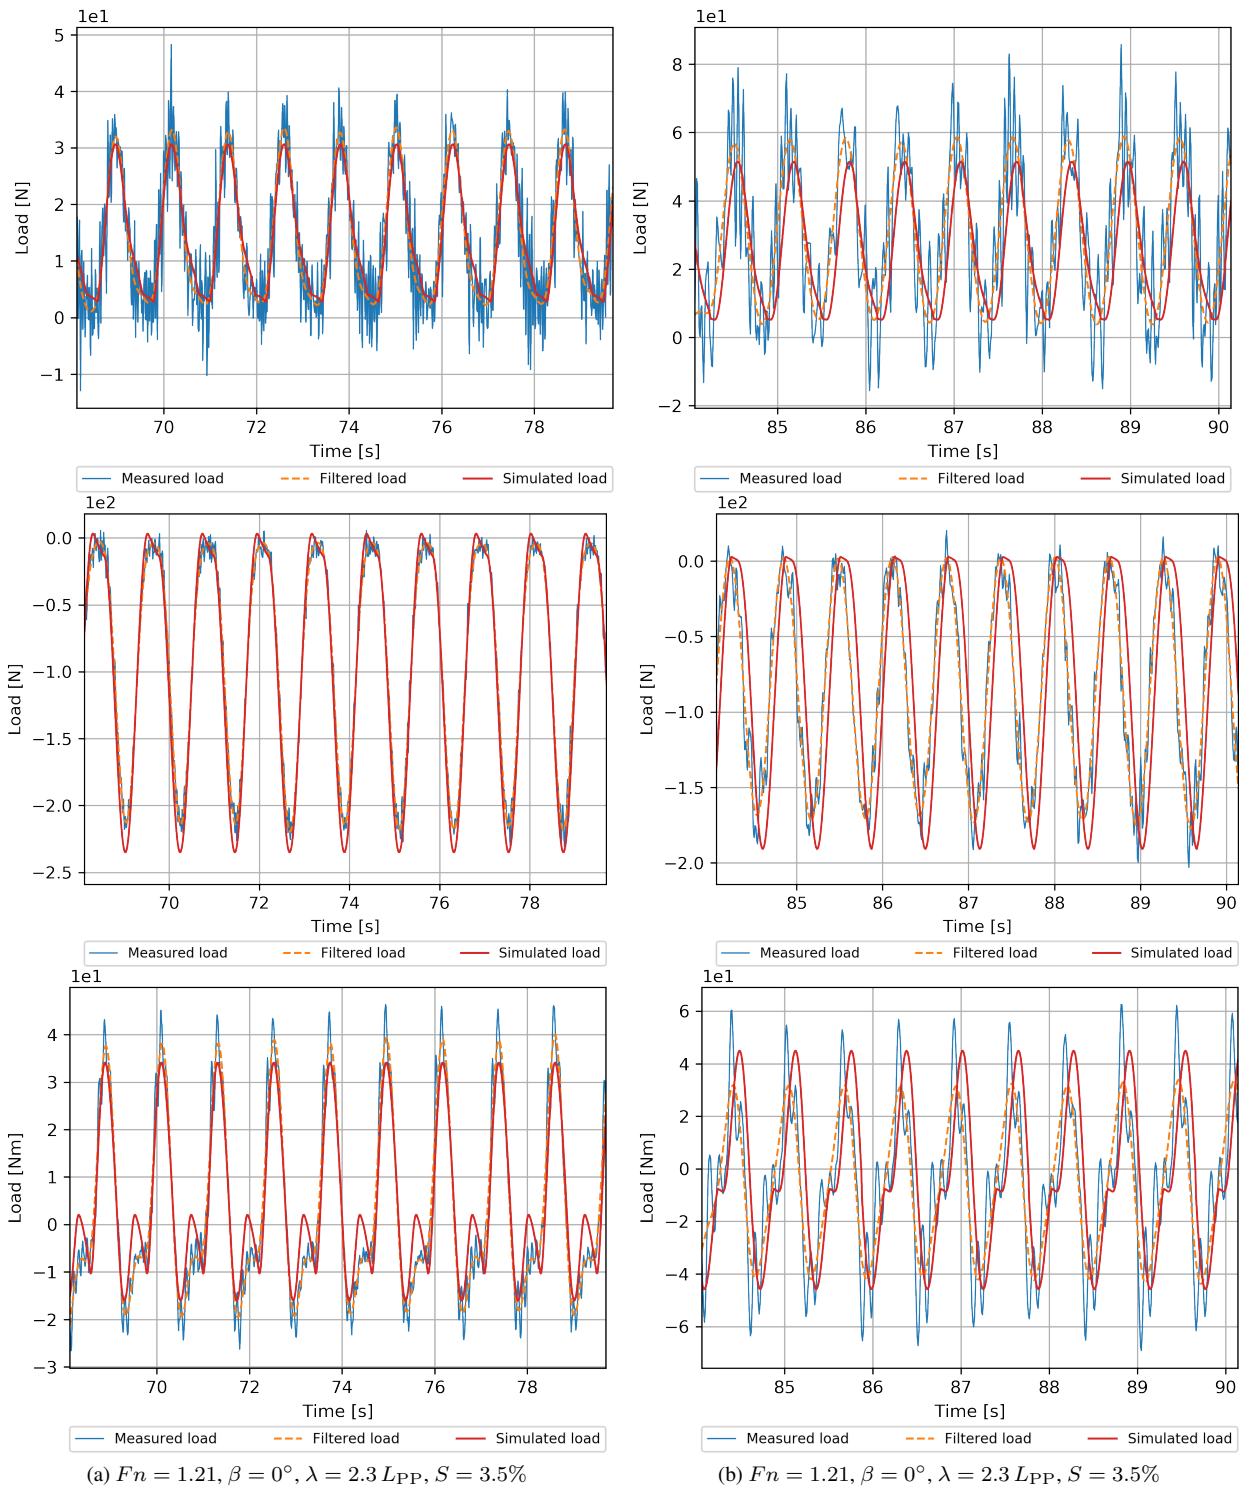 1e1
5
4
3
2
1
0
−1
Load [N]
70 72 74 76 78
Time [s]
Measured load Filtered load Simulated load
1e1
8
6
4
2
0
−2
Load [N]
85 86 87 88 89 90
Time [s]
Measured load Filtered load Simulated load
1e2
0.0
−0.5
−1.0
−1.5
−2.0
−2.5
Load [N]
70 72 74 76 78
Time [s]
Measured load Filtered load Simulated load
1e2
0.0
−0.5
−1.0
−1.5
−2.0
Load [N]
85 86 87 88 89 90
Time [s]
Measured load Filtered load Simulated load
1e1
4
3
2
1
0
−1
−2
−3
Load [Nm]
70 72 74 76 78
Time [s]
Measured load Filtered load Simulated load
1e1
6
4
2
0
−2
−4
−6
Load [Nm]
85 86 87 88 89 90
Time [s]
Measured load Filtered load Simulated load
(a) Fn = 1.21, β = 0°, λ = 2.3 L_PP, S = 3.5%
(b) Fn = 1.21, β = 0°, λ = 2.3 L_PP, S = 3.5%